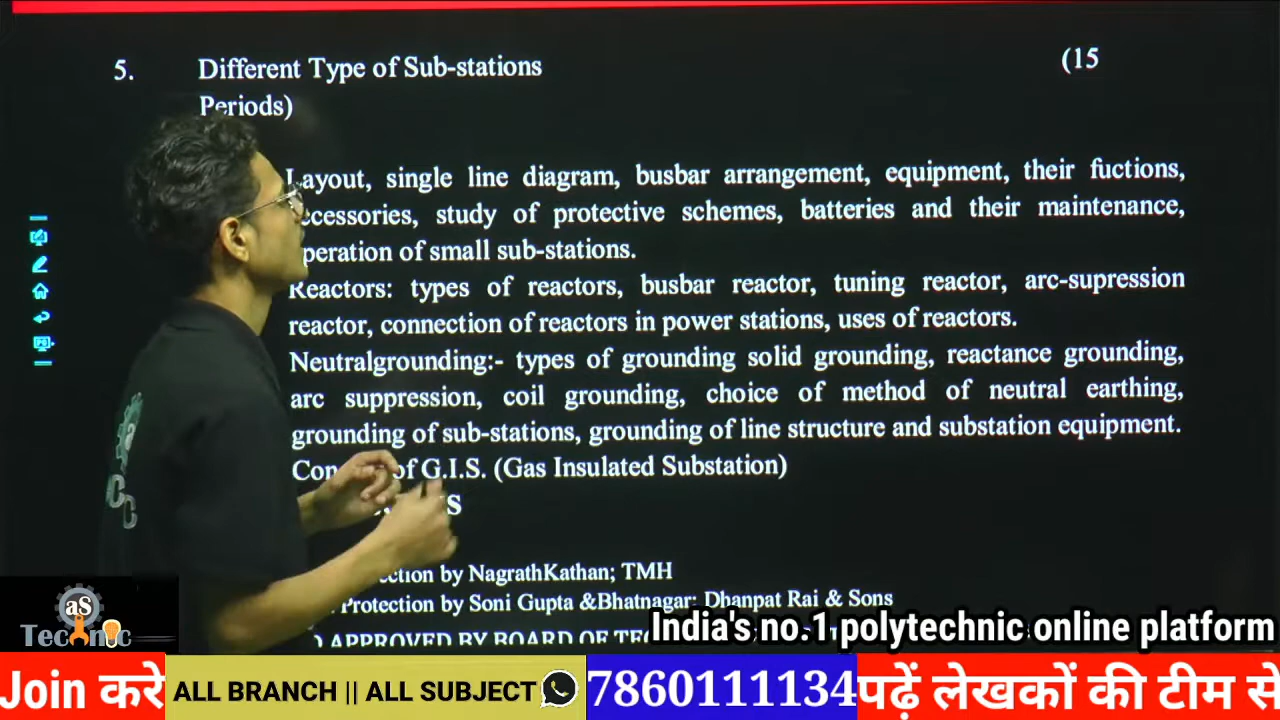 5. Different Type of Sub-stations (15
Periods)
Layout, single line diagram, busbar arrangement, equipment, their fuctions,
ccessories, study of protective schemes, batteries and their maintenance,
peration of small sub-stations.
Reactors: types of reactors, busbar reactor, tuning reactor, arc-supression
reactor, connection of reactors in power stations, uses of reactors.
Neutralgrounding:- types of grounding solid grounding, reactance grounding,
arc suppression, coil grounding, choice of method of neutral earthing,
grounding of sub-stations, grounding of line structure and substation equipment.
Con of G.I.S. (Gas Insulated Substation)
S
ction by NagrathKathan; TMH
Protection by Soni Gupta &Bhatnagar; Dhanpat Rai & Sons
APPROVED BY BOARD OF
India's no.1 polytechnic online platform
aS
Tecnic
Join करे ALL BRANCH || ALL SUBJECT 7860111134 पढ़ें लेखकों की टीम से